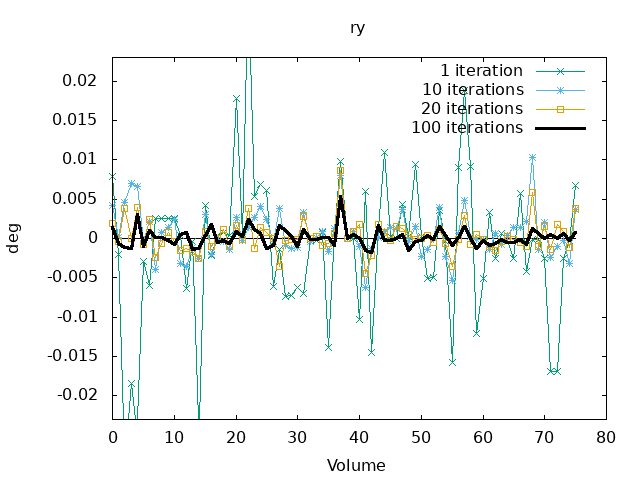 ry
1 iteration
10 iterations
20 iterations
100 iterations
0.02
0.015
0.01
0.005
0
-0.005
-0.01
-0.015
-0.02
deg
0 10 20 30 40 50 60 70 80
Volume